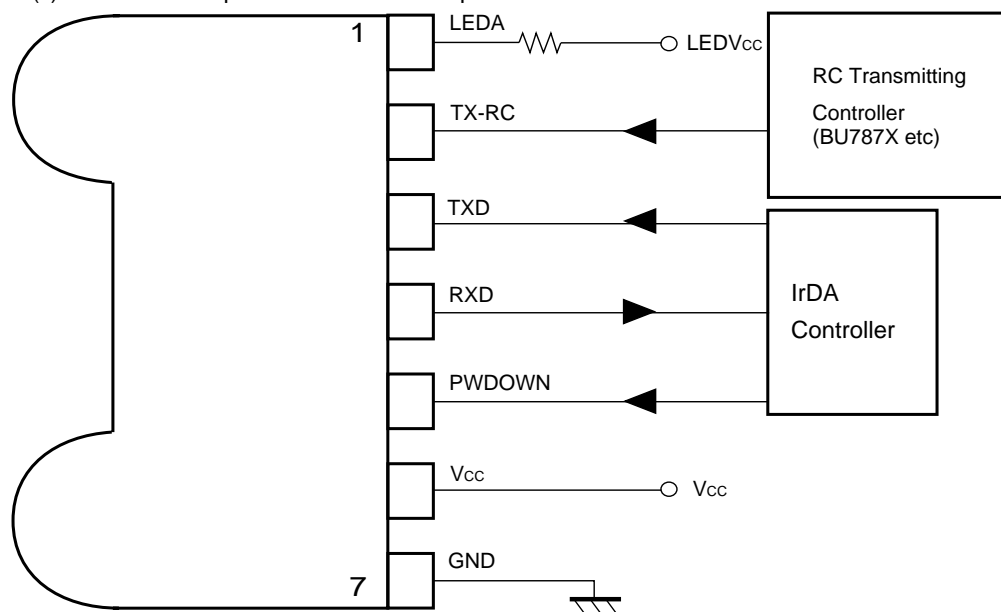 1
LEDA
LEDVcc
TX-RC
RC Transmitting
Controller
(BU787X etc)
TXD
RXD
IrDA
Controller
PWDOWN
Vcc
Vcc
7
GND